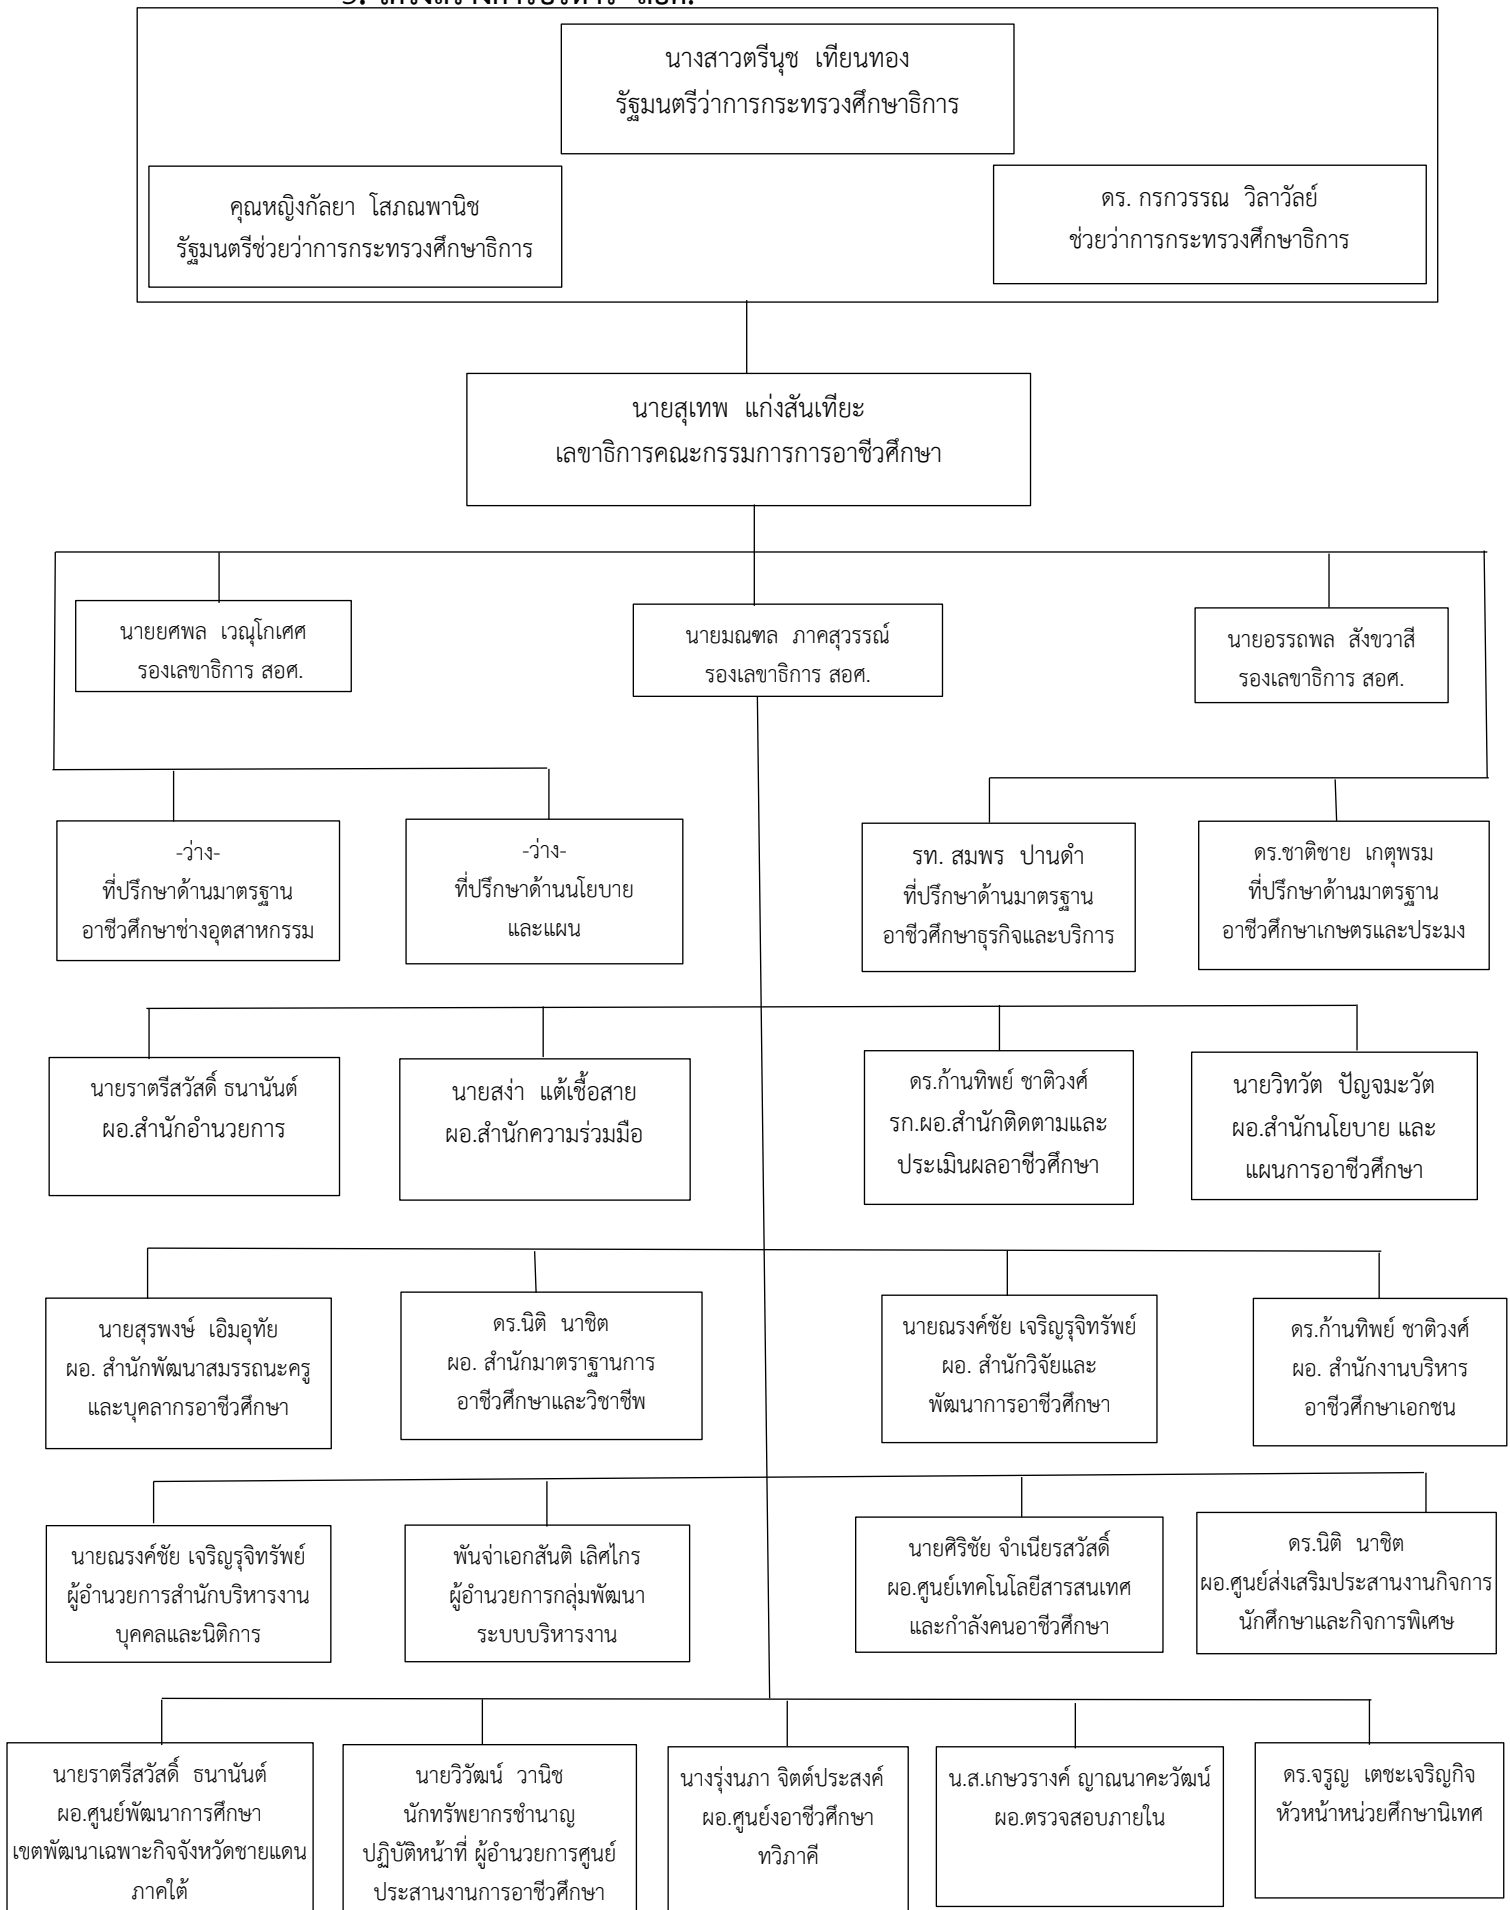 นางสาวตรีนุช เทียนทอง
รัฐมนตรีว่าการกระทรวงศึกษาธิการ
คุณหญิงกัลยา โสภณพานิช
รัฐมนตรีช่วยว่าการกระทรวงศึกษาธิการ
ดร. กรกวรรณ วิลาวัลย์
ช่วยว่าการกระทรวงศึกษาธิการ
นายสุเทพ แก่งสันเทียะ
เลขาธิการคณะกรรมการการอาชีวศึกษา
นายยศพล เวณุโกเศศ
รองเลขาธิการ สอศ.
นายมณฑล ภาคสุวรรณ์
รองเลขาธิการ สอศ.
นายอรรถพล สังขวาสี
รองเลขาธิการ สอศ.
-ว่าง-
ที่ปรึกษาด้านมาตรฐาน
อาชีวศึกษาช่างอุตสาหกรรม
-ว่าง-
ที่ปรึกษาด้านนโยบาย
และแผน
รท. สมพร ปานดำ
ที่ปรึกษาด้านมาตรฐาน
อาชีวศึกษาธุรกิจและบริการ
ดร.ชาติชาย เกตุพรม
ที่ปรึกษาด้านมาตรฐาน
อาชีวศึกษาเกษตรและประมง
นายราตรีสวัสดิ์ ธนานันต์
ผอ.สำนักอำนวยการ
นายสง่า แต้เชื้อสาย
ผอ.สำนักความร่วมมือ
ดร.ก้านทิพย์ ชาติวงศ์
รก.ผอ.สำนักติดตามและ
ประเมินผลอาชีวศึกษา
นายวิทวัต ปัญจมะวัต
ผอ.สำนักนโยบาย และ
แผนการอาชีวศึกษา
นายสุรพงษ์ เอิมอุทัย
ผอ. สำนักพัฒนาสมรรถนะครู
และบุคลากรอาชีวศึกษา
ดร.นิติ นาชิต
ผอ. สำนักมาตราฐานการ
อาชีวศึกษาและวิชาชีพ
นายณรงค์ชัย เจริญรุจิทรัพย์
ผอ. สำนักวิจัยและ
พัฒนาการอาชีวศึกษา
ดร.ก้านทิพย์ ชาติวงศ์
ผอ. สำนักงานบริหาร
อาชีวศึกษาเอกชน
นายณรงค์ชัย เจริญรุจิทรัพย์
ผู้อำนวยการสำนักบริหารงาน
บุคคลและนิติการ
พันจ่าเอกสันติ เลิศไกร
ผู้อำนวยการกลุ่มพัฒนา
ระบบบริหารงาน
นายศิริชัย จำเนียรสวัสดิ์
ผอ.ศูนย์เทคโนโลยีสารสนเทศ
และกำลังคนอาชีวศึกษา
ดร.นิติ นาชิต
ผอ.ศูนย์ส่งเสริมประสานงานกิจการ
นักศึกษาและกิจการพิเศษ
นายราตรีสวัสดิ์ ธนานันต์
ผอ.ศูนย์พัฒนาการศึกษา
เขตพัฒนาเฉพาะกิจจังหวัดชายแดน
ภาคใต้
นายวิวัฒน์ วานิช
นักทรัพยากรชำนาญ
ปฏิบัติหน้าที่ ผู้อำนวยการศูนย์
ประสานงานการอาชีวศึกษา
นางรุ่งนภา จิตต์ประสงค์
ผอ.ศูนย์งอาชีวศึกษา
ทวิภาคี
น.ส.เกษวรางค์ ญาณนาคะวัฒน์
ผอ.ตรวจสอบภายใน
ดร.จรูญ เตชะเจริญกิจ
หัวหน้าหน่วยศึกษานิเทศ